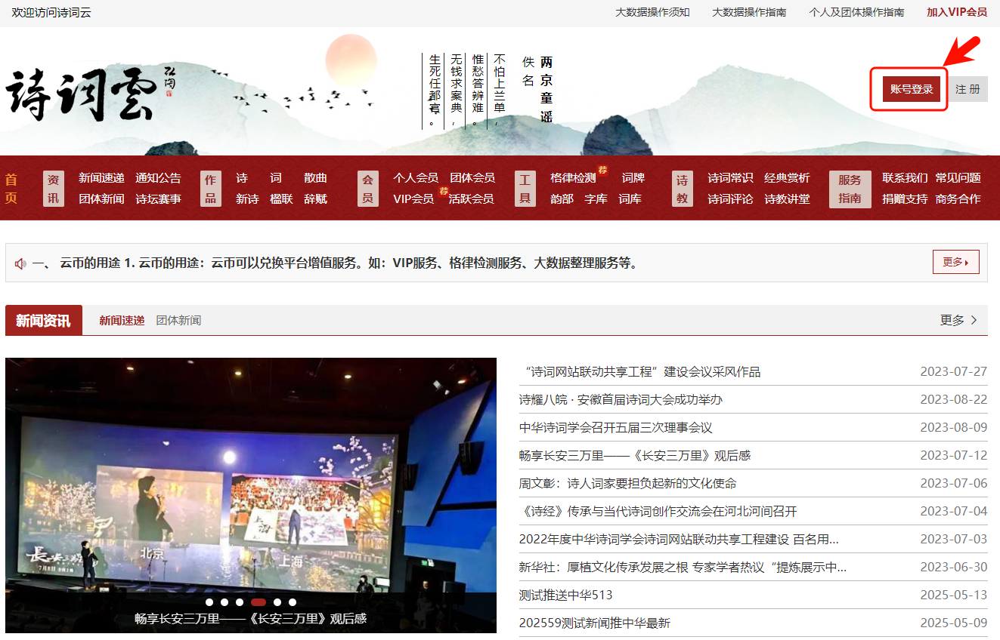 欢迎访问诗词云 大数据操作须知 大数据操作指南 个人及团体操作指南 加入VIP会员
诗词雲
两京童谣
佚名
不怕上兰单，
惟愁答辨难。
无钱求案典，
生死任都官。
账号登录 注 册
首页
资讯
新闻速递 通知公告
团体新闻 诗坛赛事
作品
诗 词 散曲
新诗 楹联 辞赋
会员
个人会员 团体会员
VIP会员 荐 活跃会员
工具
格律检测 荐 词牌
韵部 字库 词库
诗教
诗词常识 经典赏析
诗词评论 诗教讲堂
服务指南
联系我们 常见问题
捐赠支持 商务合作
一、 云币的用途 1. 云币的用途：云币可以兑换平台增值服务。如：VIP服务、格律检测服务、大数据整理服务等。 更多
新闻资讯 新闻速递 团体新闻 更多
北京
上海
长安三万里
7月8日
畅享长安三万里——《长安三万里》观后感
“诗词网站联动共享工程”建设会议采风作品 2023-07-27
诗耀八皖 · 安徽首届诗词大会成功举办 2023-08-22
中华诗词学会召开五届三次理事会议 2023-08-09
畅享长安三万里——《长安三万里》观后感 2023-07-12
周文彰：诗人词家要担负起新的文化使命 2023-07-06
《诗经》传承与当代诗词创作交流会在河北河间召开 2023-07-04
2022年度中华诗词学会诗词网站联动共享工程建设 百名用... 2023-07-03
新华社：厚植文化传承发展之根 专家学者热议“提炼展示中... 2023-06-30
测试推送中华513 2025-05-13
202559测试新闻推中华最新 2025-05-09